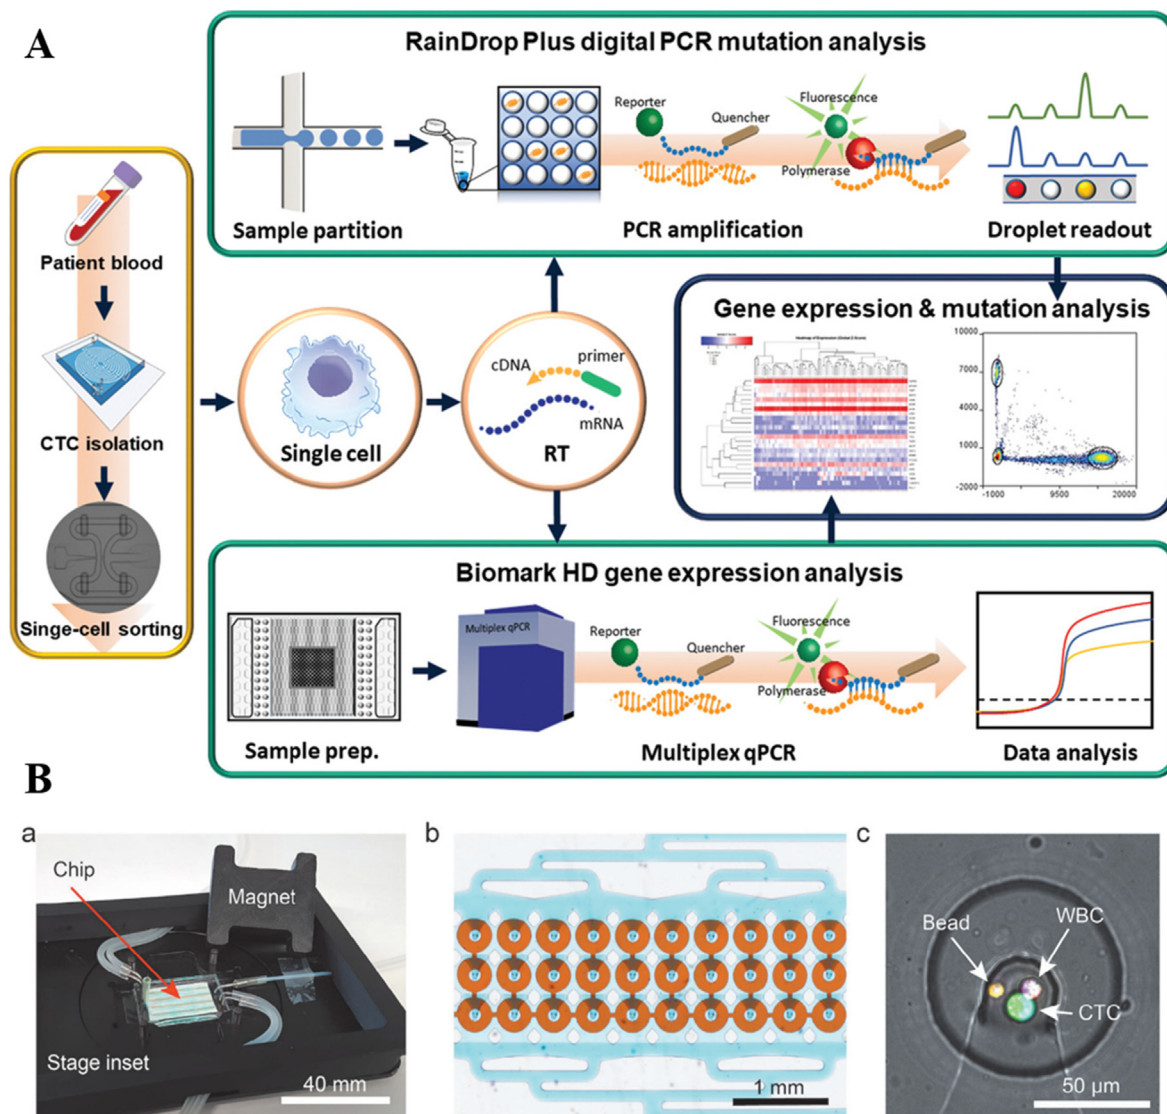 A
RainDrop Plus digital PCR mutation analysis
Reporter
Quencher
Fluorescence
Polymerase
Sample partition
PCR amplification
Droplet readout
Patient blood
CTC isolation
Singe-cell sorting
Single cell
cDNA
primer
mRNA
RT
Gene expression & mutation analysis
10000
7000
4000
1000
-2000
-1000
9500
20000
Biomark HD gene expression analysis
Multiplex qPCR
Reporter
Quencher
Fluorescence
Polymerase
Sample prep.
Multiplex qPCR
Data analysis
B
a
Chip
Magnet
Stage inset
40 mm
b
1 mm
c
Bead
WBC
CTC
50 μm